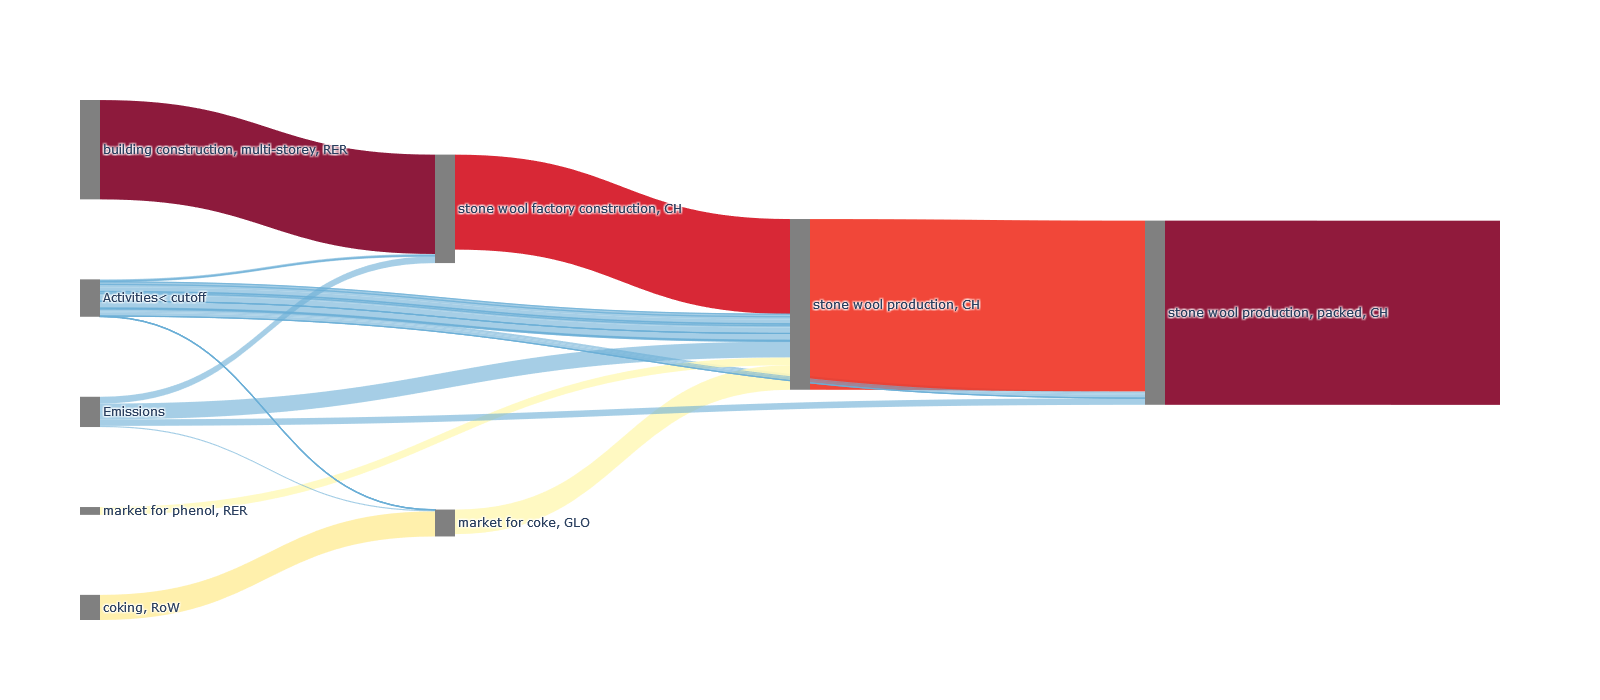 building construction, multi-storey, RER
stone wool factory construction, CH
Activities< cutoff
stone wool production, CH
stone wool production, packed, CH
Emissions
market for phenol, RER
market for coke, GLO
coking, RoW